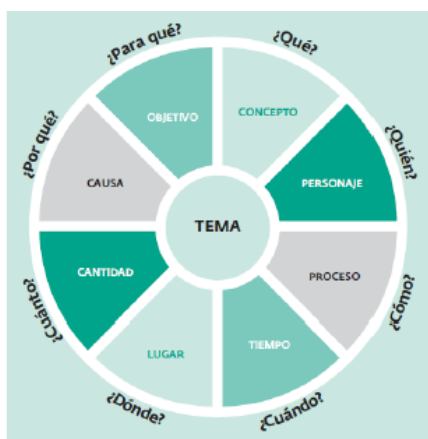 ¿Para qué?
¿Qué?
OBJETIVO
CONCEPTO
¿Por qué?
¿Quién?
CAUSA
PERSONAJE
TEMA
CANTIDAD
PROCESO
¿Cuánto?
¿Cómo?
LUGAR
TIEMPO
¿Dónde?
¿Cuándo?